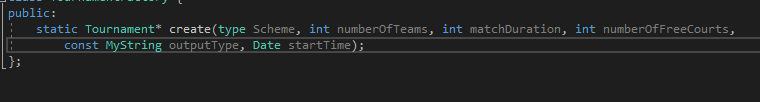 public:
static Tournament* create(type Scheme, int numberOfTeams, int matchDuration, int numberOfFreeCourts,
const MyString outputType, Date startTime);
};